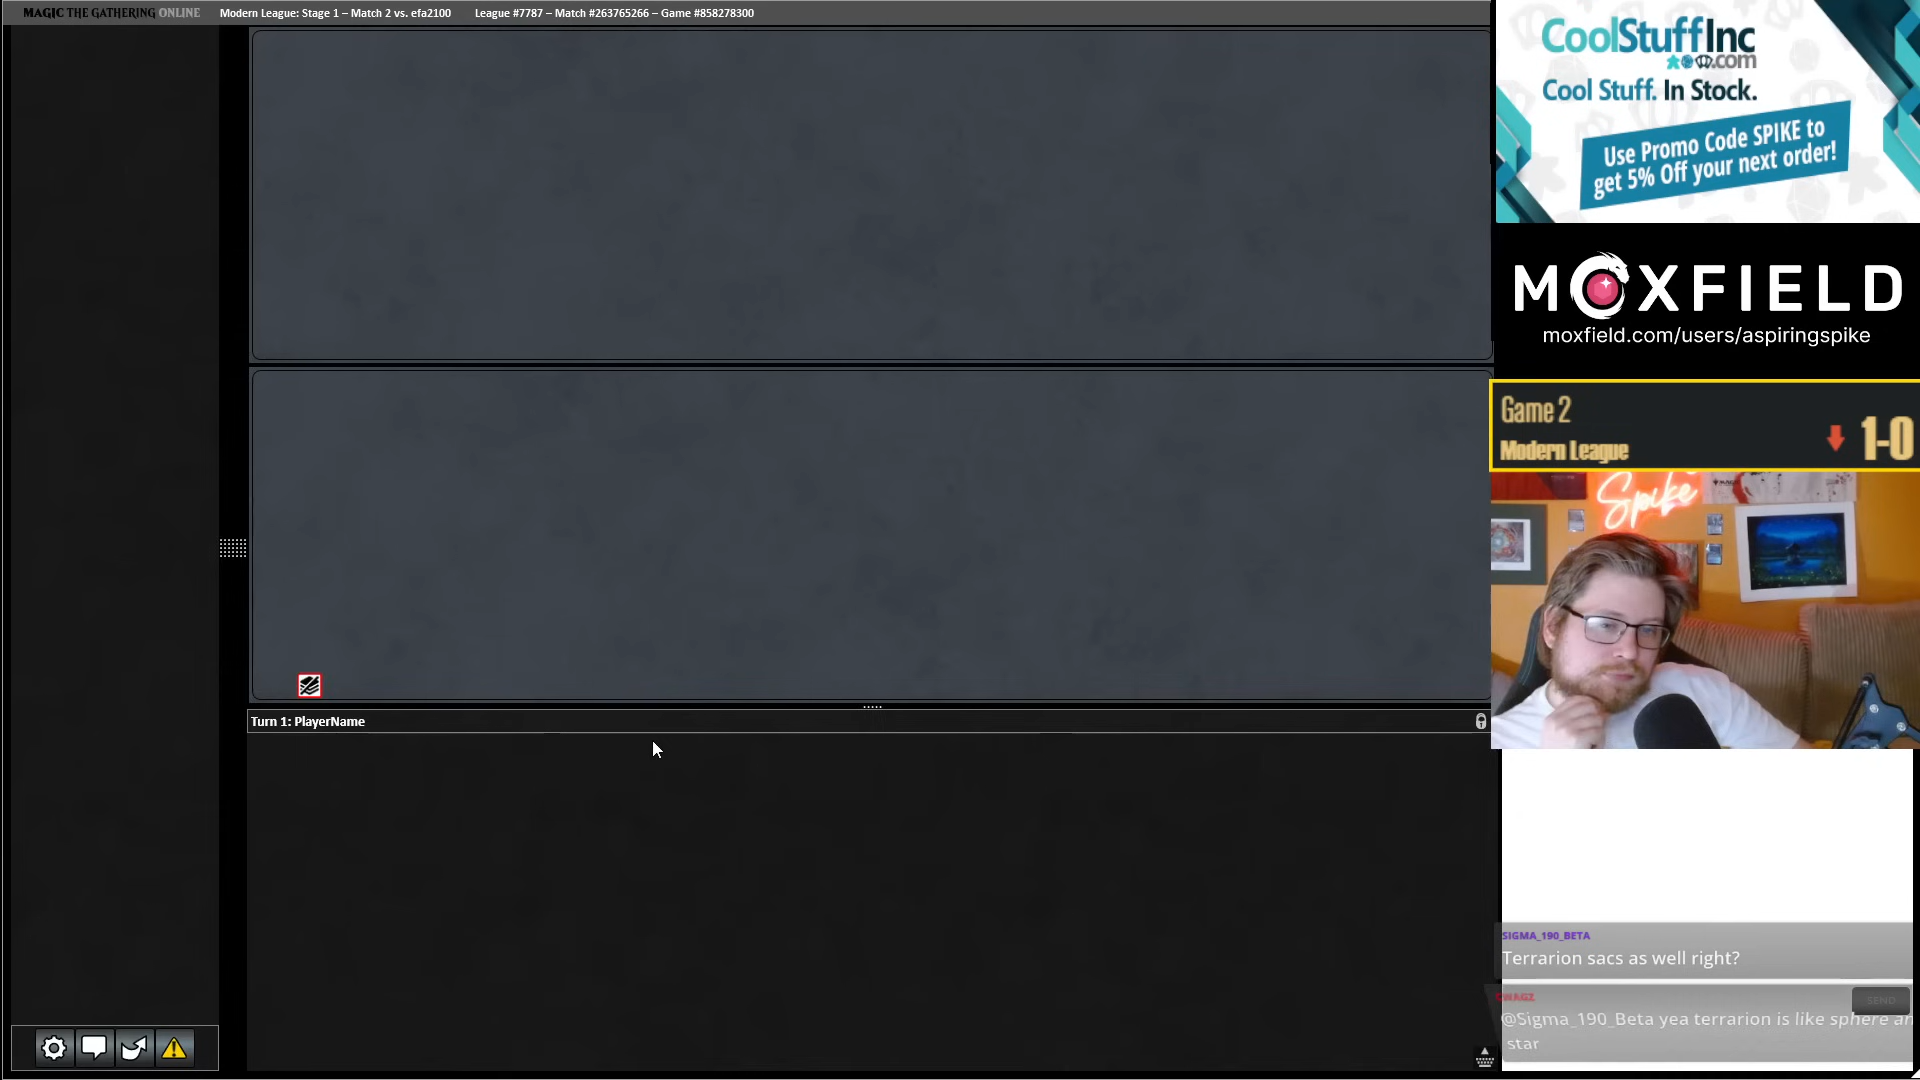 MAGIC THE GATHERING ONLINE
Modern League: Stage 1 – Match 2 vs. efa2100
League #7787 – Match #263765266 – Game #858278300
CoolStuffInc
.com
Cool Stuff. In Stock.
Use Promo Code SPIKE to
get 5% Off your next order!
MOXFIELD
moxfield.com/users/aspiringspike
Game 2
Modern League
1-0
Spike
Turn 1: PlayerName
SIGMA_190_BETA
Terrarion sacs as well right?
SEND
@Sigma_190_Beta yea terrarion is like sphere an
star